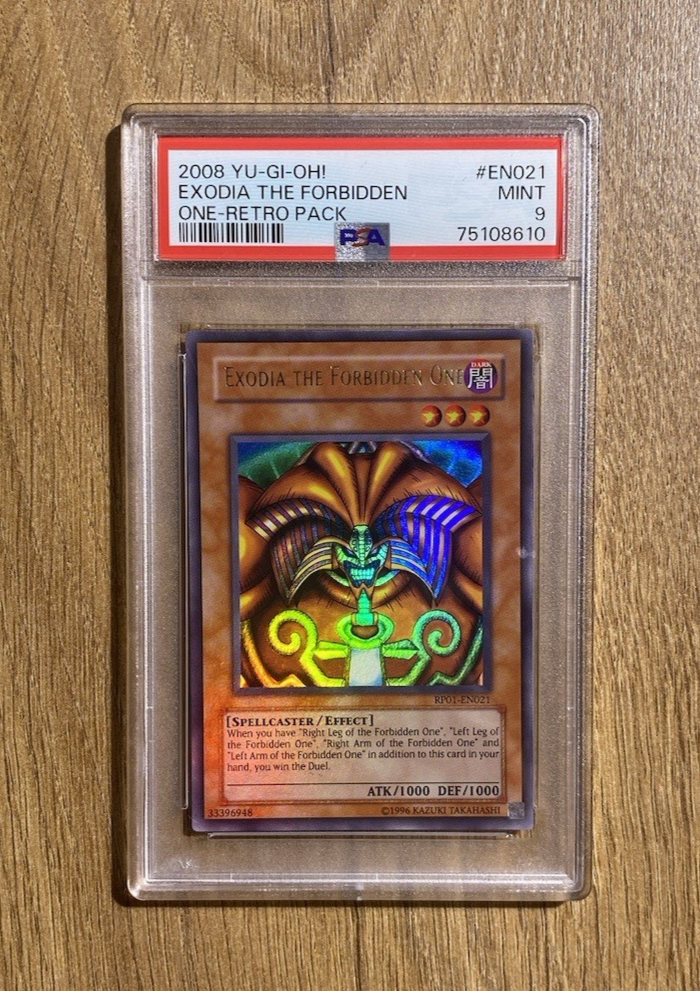 2008 YU-GI-OH! #EN021
EXODIA THE FORBIDDEN MINT
ONE-RETRO PACK 9
PSA
75108610
EXODIA THE FORBIDDEN ONE
DARK
闇
RP01-EN021
[SPELLCASTER/EFFECT]
When you have "Right Leg of the Forbidden One", "Left Leg of
the Forbidden One", "Right Arm of the Forbidden One" and
"Left Arm of the Forbidden One" in addition to this card in your
hand, you win the Duel.
ATK/1000 DEF/1000
33396948 ©1996 KAZUKI TAKAHASHI